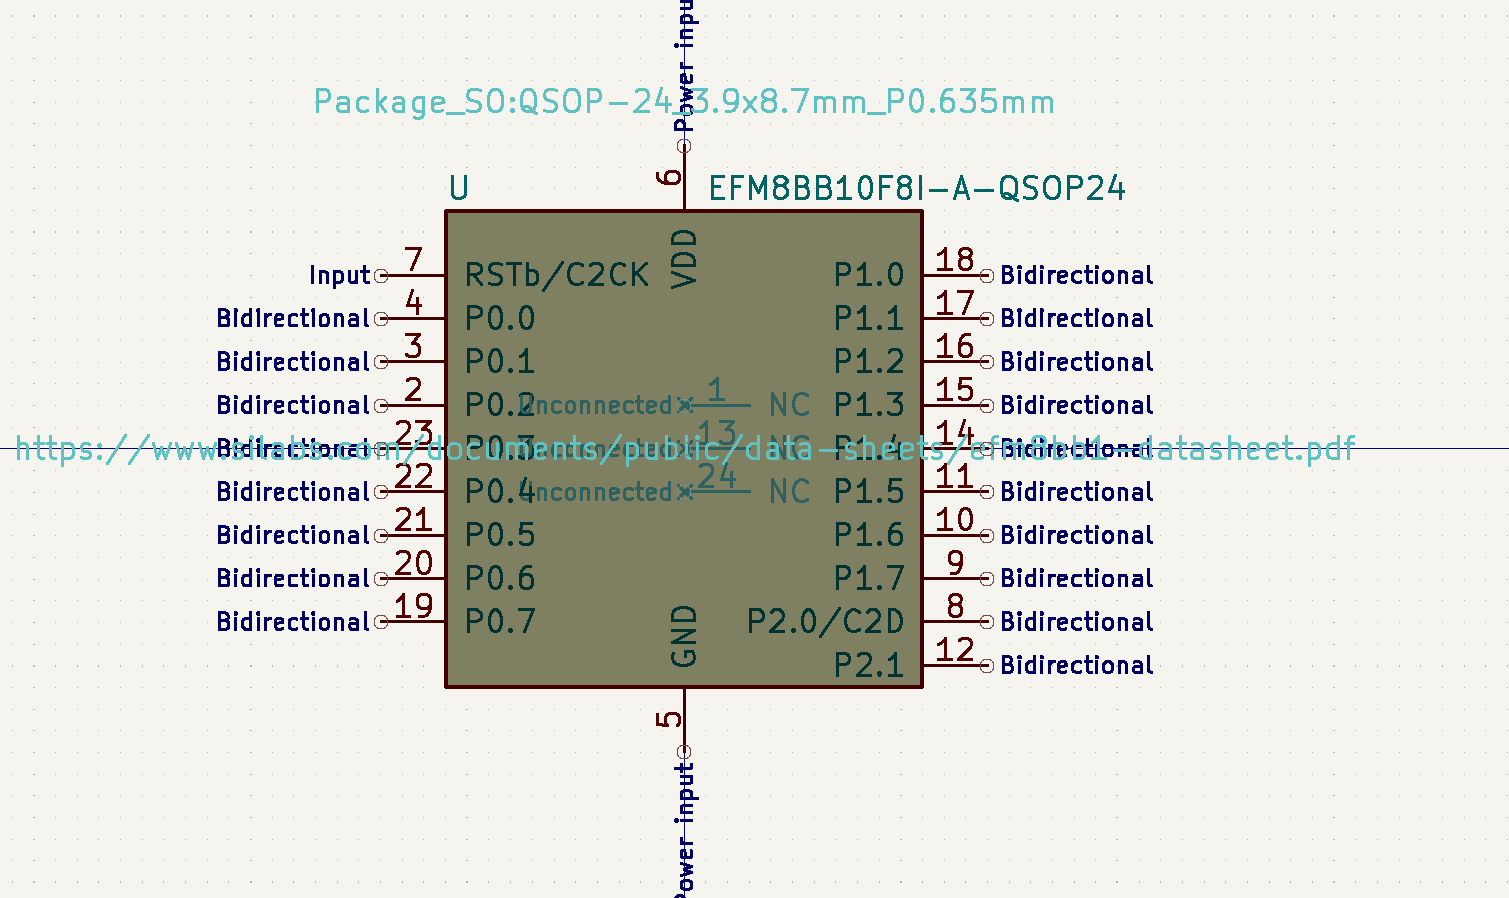 Power input
Package_SO:QSOP-24_3.9x8.7mm_P0.635mm
6
U
EFM8BB10F8I-A-QSOP24
VDD
Input 7 RSTb/C2CK P1.0 18 Bidirectional
Bidirectional 4 P0.0 P1.1 17 Bidirectional
Bidirectional 3 P0.1 P1.2 16 Bidirectional
Bidirectional 2 P0.2 Unconnected 1 NC P1.3 15 Bidirectional
Bidirectional 23 P0.3 Unconnected 13 NC P1.4 14 Bidirectional
https://www.silabs.com/documents/public/data-sheets/efm8bb1-datasheet.pdf
Bidirectional 22 P0.4 Unconnected 24 NC P1.5 11 Bidirectional
Bidirectional 21 P0.5 P1.6 10 Bidirectional
Bidirectional 20 P0.6 P1.7 9 Bidirectional
Bidirectional 19 P0.7 P2.0/C2D 8 Bidirectional
GND P2.1 12 Bidirectional
5
Power input